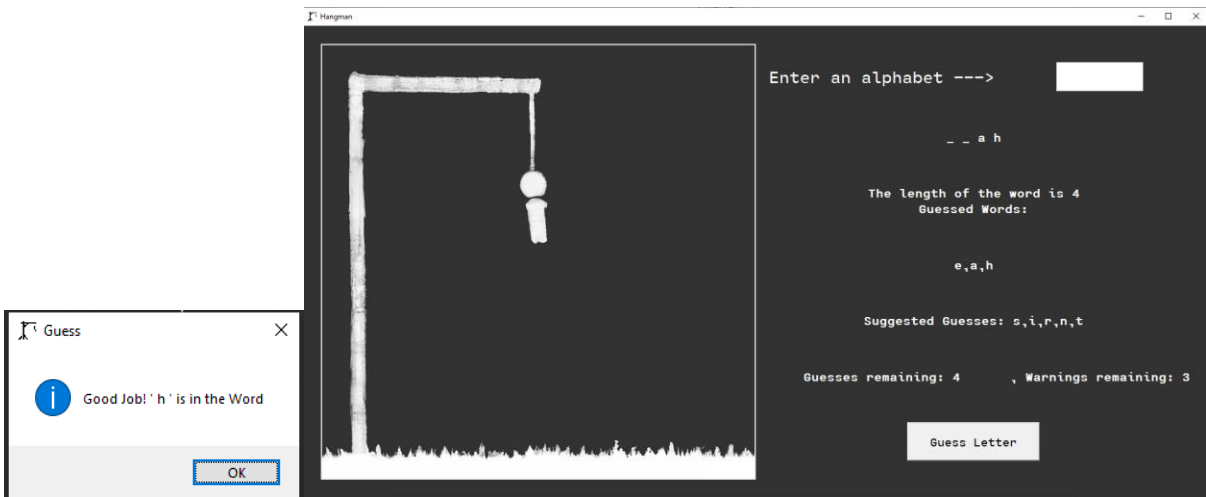 Hangman
Enter an alphabet --->
_ _ a h
The length of the word is 4
Guessed Words:
e,a,h
Suggested Guesses: s,i,r,n,t
Guesses remaining: 4 , Warnings remaining: 3
Guess Letter
Guess
Good Job! ' h ' is in the Word
OK